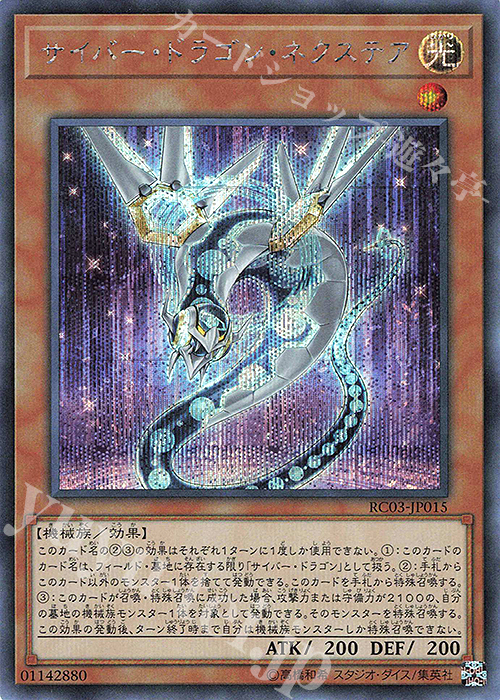 サイバー・ドラゴン・ネクステア
光
カードショップ 遊々亭
RC03-JP015
【機械族/効果】
このカード名の②③の効果はそれぞれ1ターンに1度しか使用できない。①:このカードの
カード名は、フィールド・墓地に存在する限り「サイバー・ドラゴン」として扱う。②:手札から
このカード以外のモンスター1体を捨てて発動できる。このカードを手札から特殊召喚する。
③:このカードが召喚・特殊召喚に成功した場合、攻撃力または守備力が2100の、自分
の墓地の機械族モンスター1体を対象として発動できる。そのモンスターを特殊召喚する。
この効果の発動後、ターン終了時まで自分は機械族モンスターしか特殊召喚できない。
ATK/ 200 DEF/ 200
01142880
©高橋和希 スタジオ・ダイス/集英社